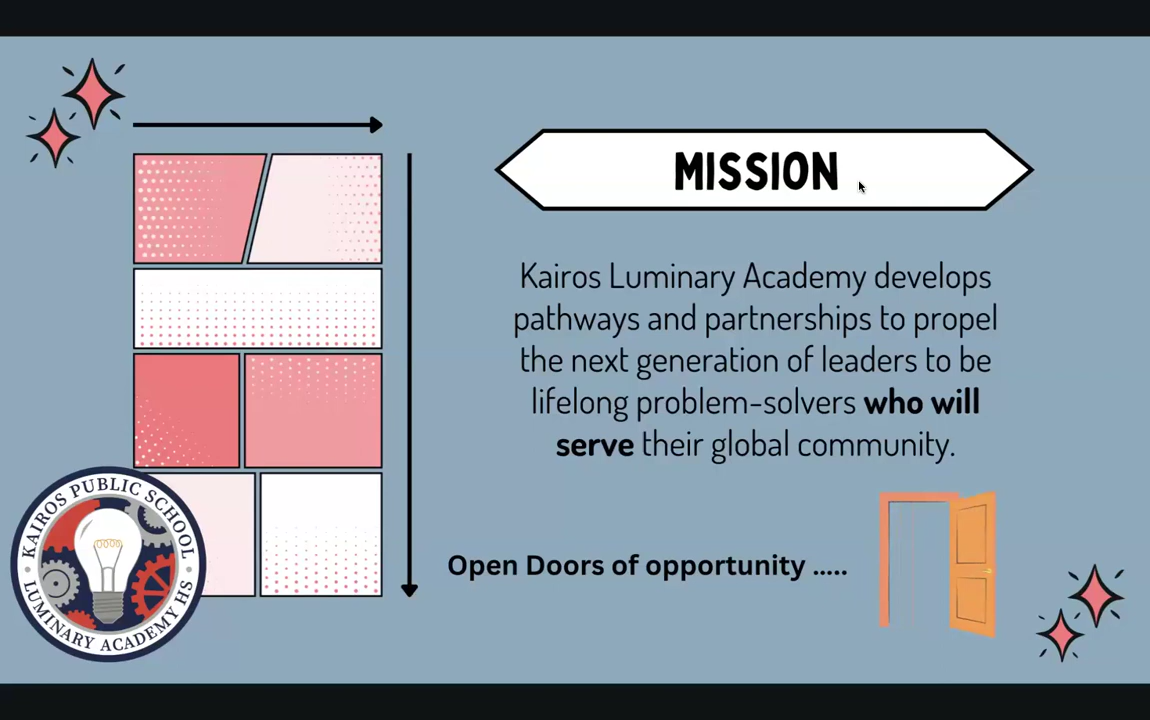 MISSION
Kairos Luminary Academy develops
pathways and partnerships to propel
the next generation of leaders to be
lifelong problem-solvers who will
serve their global community.
Open Doors of opportunity .....
KAIROS PUBLIC SCHOOL
LUMINARY ACADEMY HS